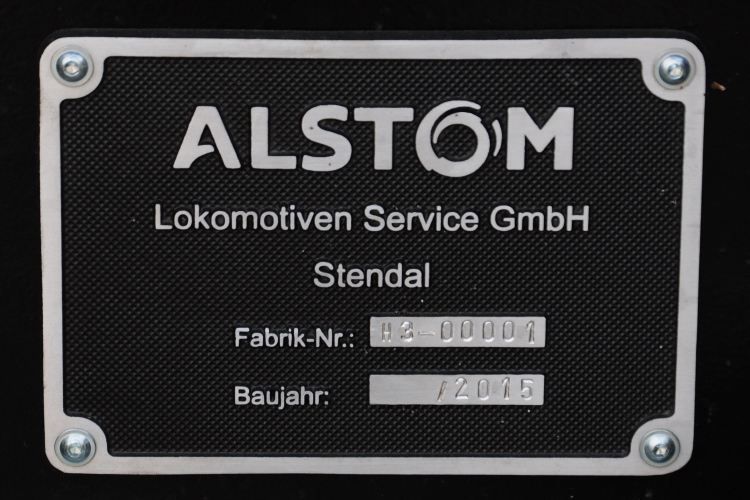 ALSTOM
Lokomotiven Service GmbH
Stendal
Fabrik-Nr.: H3-00001
Baujahr: /2015